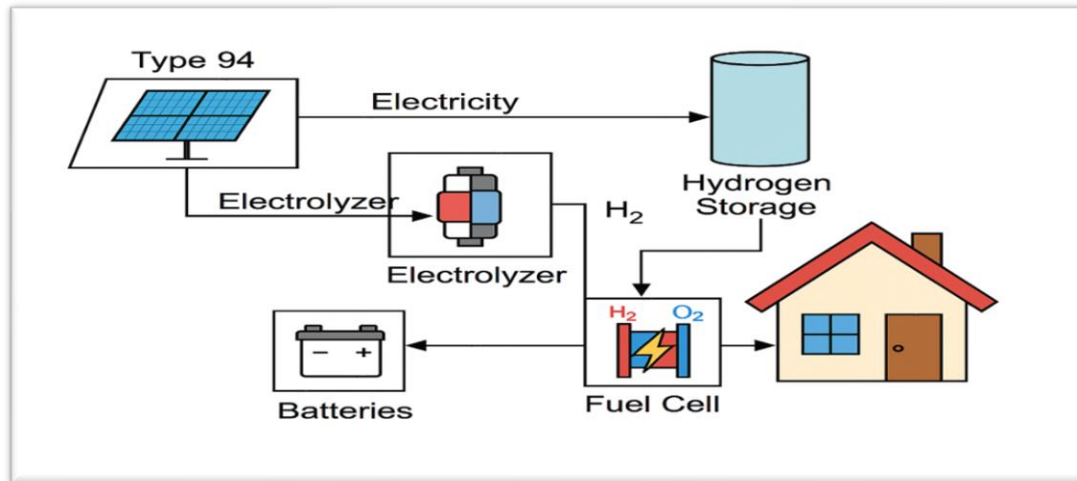 Type 94
Electricity
Hydrogen
Storage
Electrolyzer
H₂
Electrolyzer
H₂ O₂
Batteries
Fuel Cell
− +